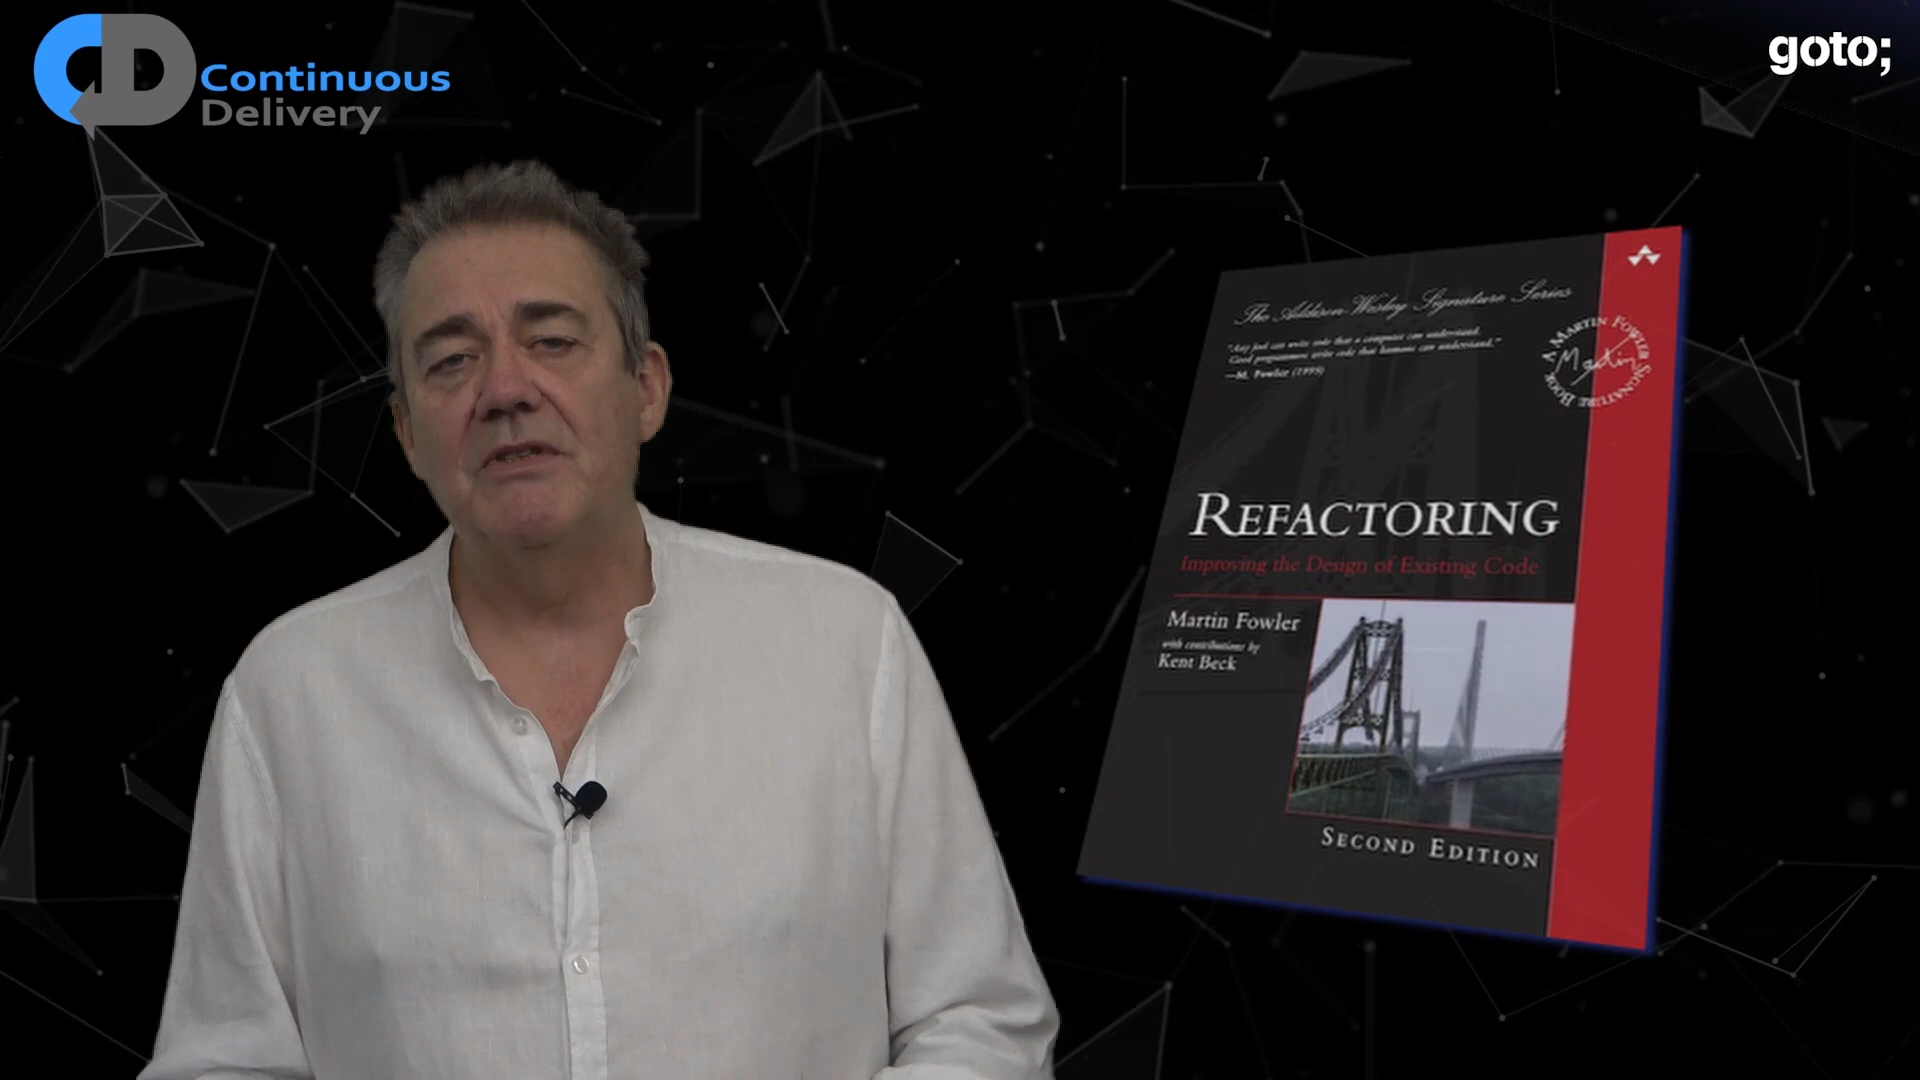 Continuous
Delivery
goto;
The Addison-Wesley Signature Series
"Any fool can write code that a computer can understand.
Good programmers write code that humans can understand."
—M. Fowler (1999)
A MARTIN FOWLER SIGNATURE BOOK
Martin
REFACTORING
Improving the Design of Existing Code
Martin Fowler
with contributions by
Kent Beck
SECOND EDITION